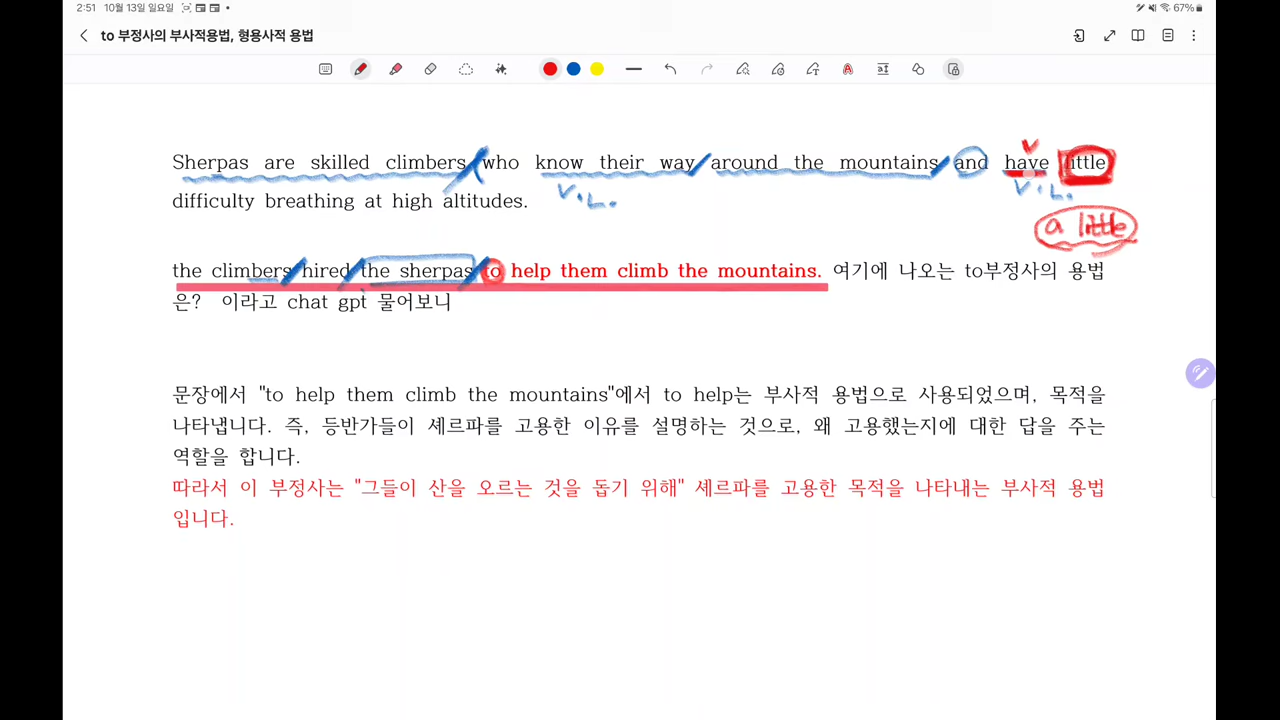 2:51 10월 13일 일요일 67%
to 부정사의 부사적용법, 형용사적 용법
Sherpas are skilled climbers who know their way around the mountains and have little
V.L. V.L.
difficulty breathing at high altitudes.
a little
the climbers hired the sherpas to help them climb the mountains. 여기에 나오는 to부정사의 용법
은? 이라고 chat gpt 물어보니
문장에서 "to help them climb the mountains"에서 to help는 부사적 용법으로 사용되었으며, 목적을
나타냅니다. 즉, 등반가들이 셰르파를 고용한 이유를 설명하는 것으로, 왜 고용했는지에 대한 답을 주는
역할을 합니다.
따라서 이 부정사는 "그들이 산을 오르는 것을 돕기 위해" 셰르파를 고용한 목적을 나타내는 부사적 용법
입니다.